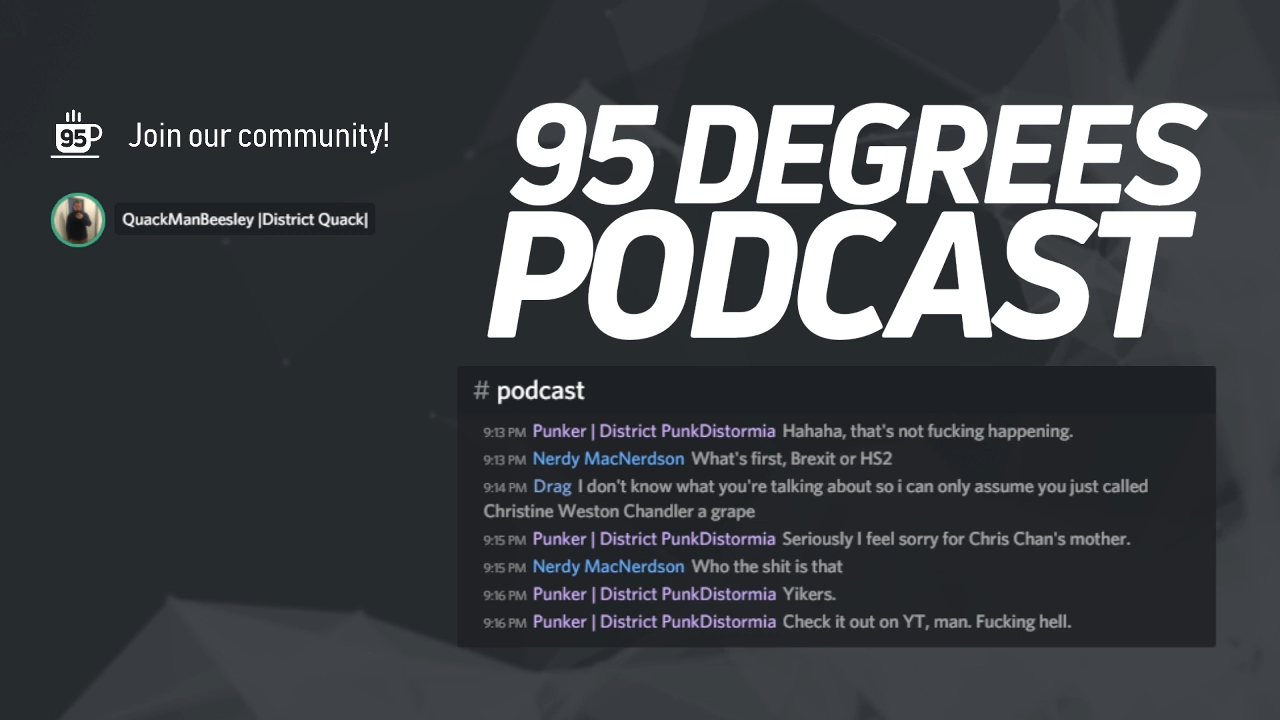 95
Join our community!
QuackManBeesley |District Quack|
95 DEGREES
PODCAST
# podcast
9:13 PM Punker | District PunkDistormia Hahaha, that's not fucking happening.
9:13 PM Nerdy MacNerdson What's first, Brexit or HS2
9:14 PM Drag I don't know what you're talking about so i can only assume you just called
Christine Weston Chandler a grape
9:15 PM Punker | District PunkDistormia Seriously I feel sorry for Chris Chan's mother.
9:15 PM Nerdy MacNerdson Who the shit is that
9:16 PM Punker | District PunkDistormia Yikers.
9:16 PM Punker | District PunkDistormia Check it out on YT, man. Fucking hell.